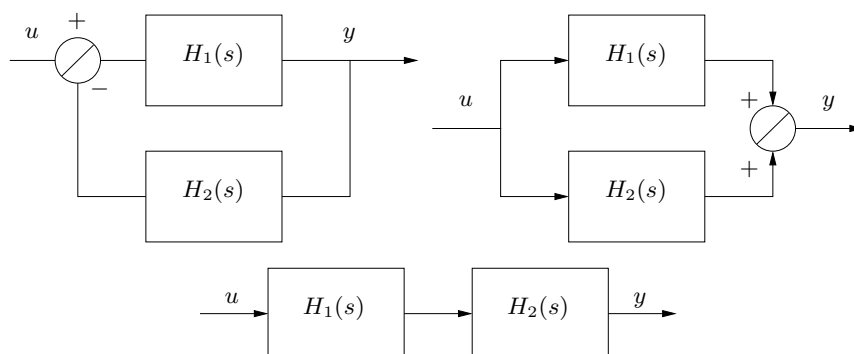 u + − H₁(s) y
H₂(s)
u H₁(s) + y
H₂(s) +
u H₁(s) H₂(s) y